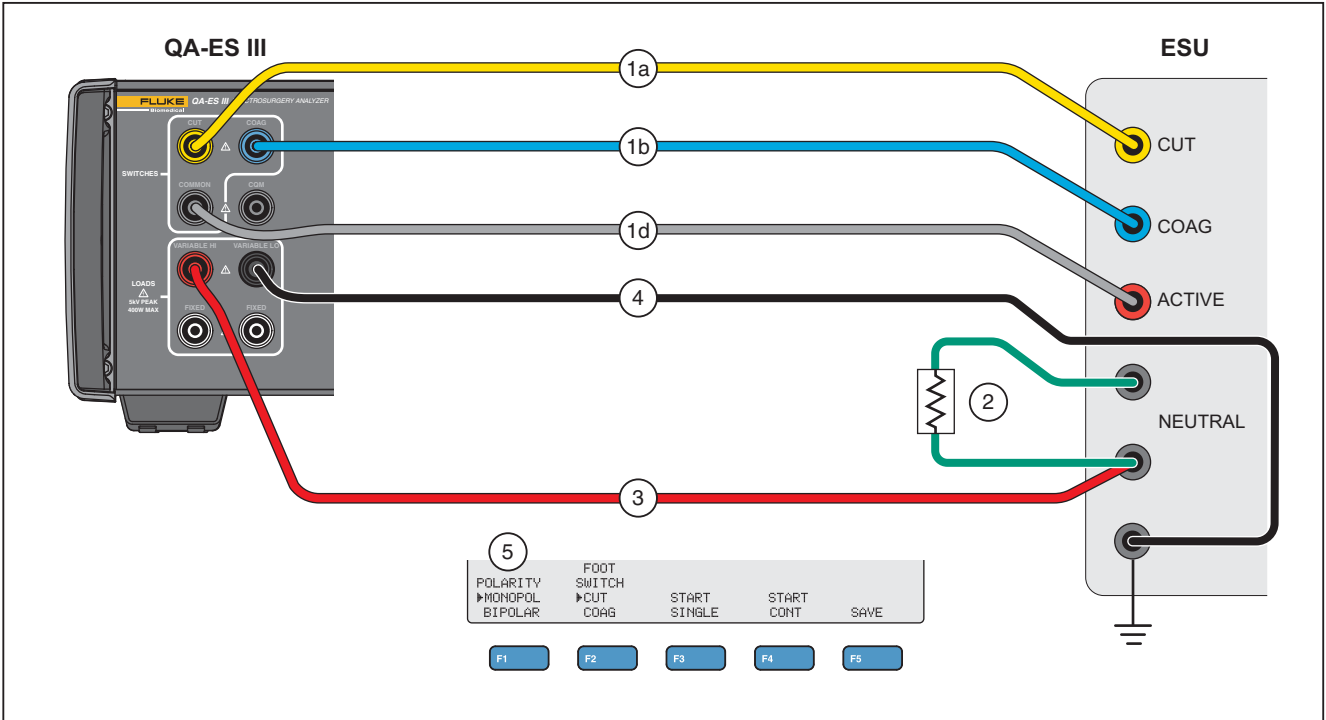 QA-ES III
ESU
1a
FLUKE
Biomedical
QA-ES III
CTROSURGERY ANALYZER
CUT
COAG
1b
CUT
SWITCHES
COMMON
CQM
COAG
1d
VARIABLE HI
VARIABLE LO
4
ACTIVE
LOADS
5kV PEAK
400W MAX
FIXED
FIXED
2
NEUTRAL
3
5
POLARITY
MONOPOL
BIPOLAR
FOOT
SWITCH
CUT
COAG
START
SINGLE
START
CONT
SAVE
F1
F2
F3
F4
F5